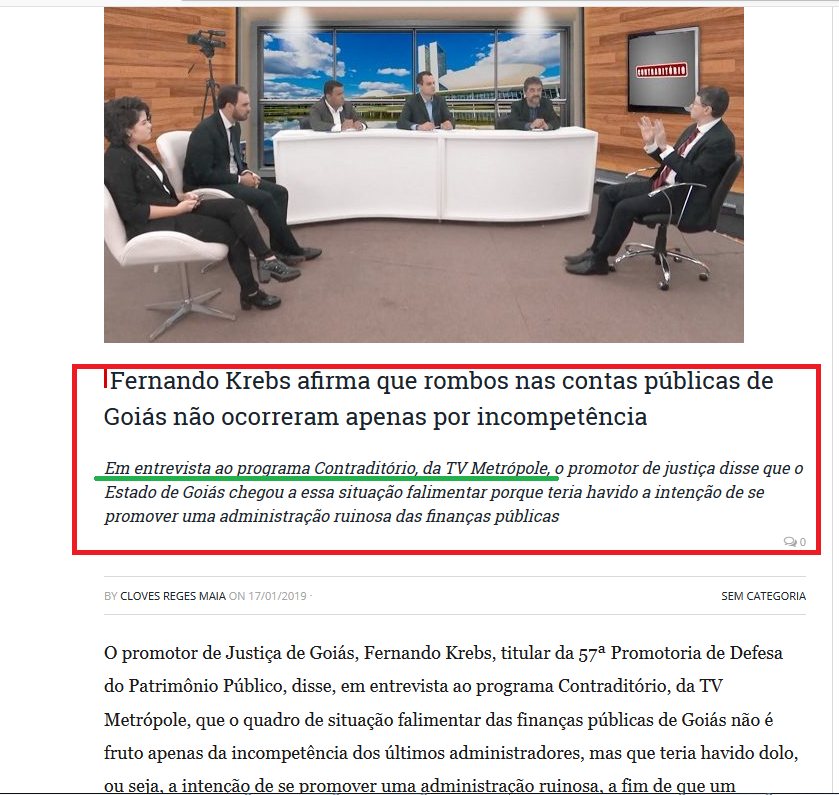 CONTRADITÓRIO
Fernando Krebs afirma que rombos nas contas públicas de
Goiás não ocorreram apenas por incompetência
Em entrevista ao programa Contraditório, da TV Metrópole, o promotor de justiça disse que o
Estado de Goiás chegou a essa situação falimentar porque teria havido a intenção de se
promover uma administração ruinosa das finanças públicas
0
BY CLOVES REGES MAIA ON 17/01/2019 ·
SEM CATEGORIA
O promotor de Justiça de Goiás, Fernando Krebs, titular da 57ª Promotoria de Defesa
do Patrimônio Público, disse, em entrevista ao programa Contraditório, da TV
Metrópole, que o quadro de situação falimentar das finanças públicas de Goiás não é
fruto apenas da incompetência dos últimos administradores, mas que teria havido dolo,
ou seja, a intenção de se promover uma administração ruinosa, a fim de que um